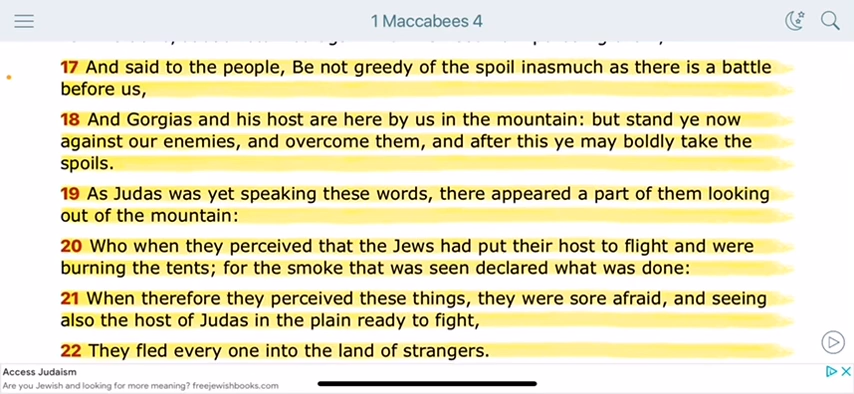 1 Maccabees 4
17 And said to the people, Be not greedy of the spoil inasmuch as there is a battle
before us,
18 And Gorgias and his host are here by us in the mountain: but stand ye now
against our enemies, and overcome them, and after this ye may boldly take the
spoils.
19 As Judas was yet speaking these words, there appeared a part of them looking
out of the mountain:
20 Who when they perceived that the Jews had put their host to flight and were
burning the tents; for the smoke that was seen declared what was done:
21 When therefore they perceived these things, they were sore afraid, and seeing
also the host of Judas in the plain ready to fight,
22 They fled every one into the land of strangers.
Access Judaism
Are you Jewish and looking for more meaning? freejewishbooks.com